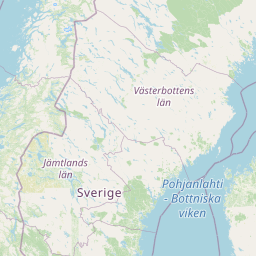 Västerbottens
län
Jämtlands
län
Pohjanlahti
- Bottniska
viken
Sverige